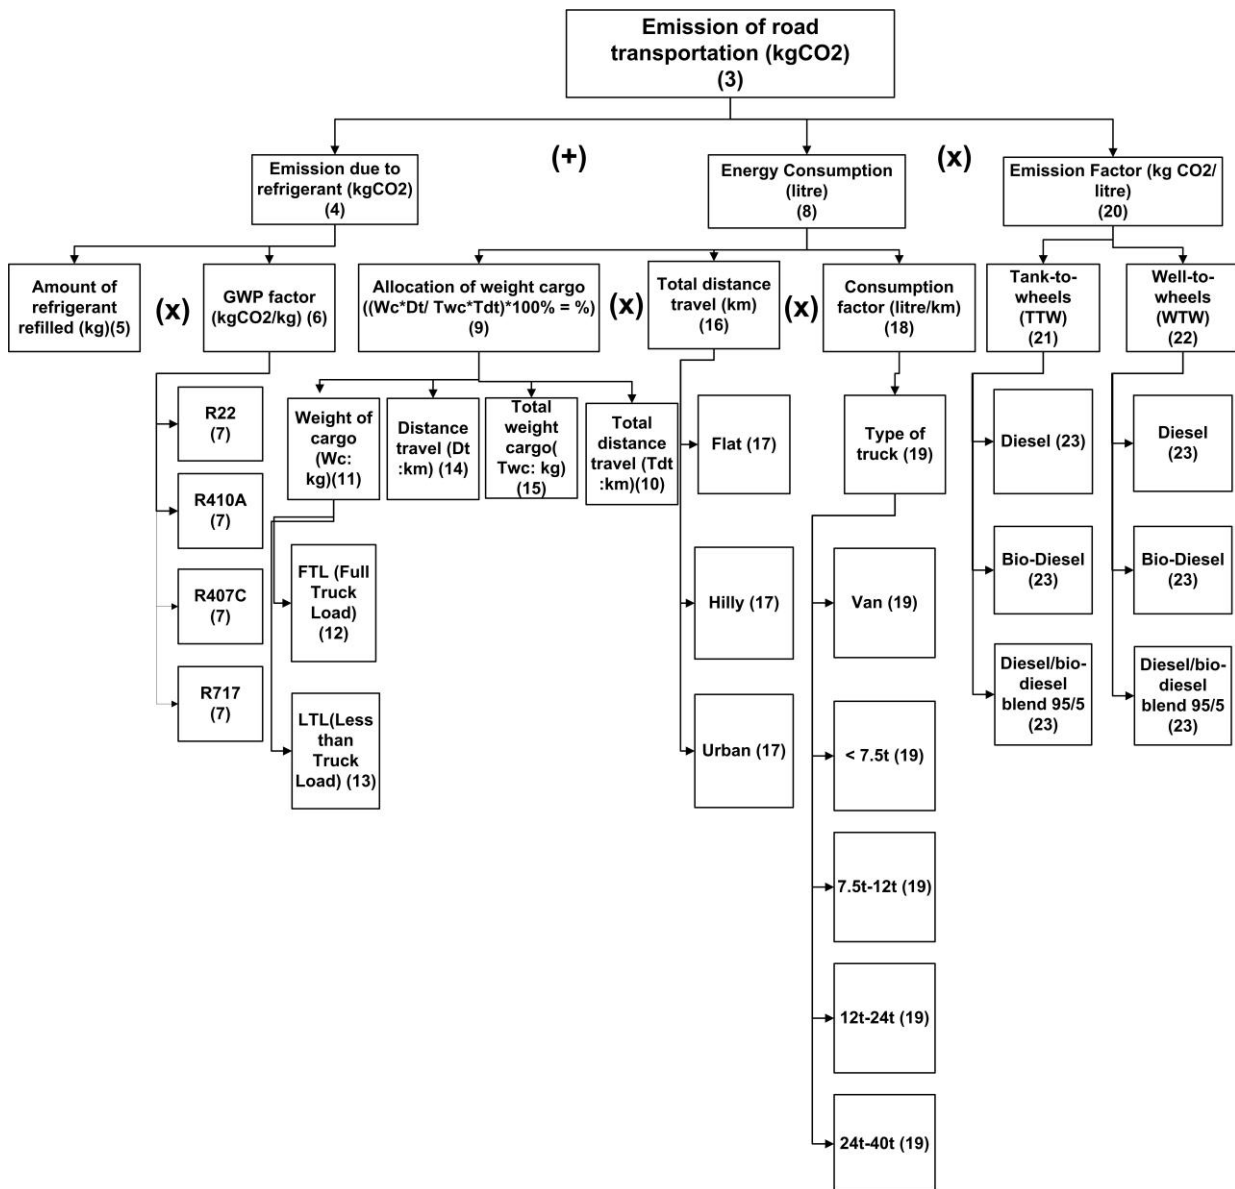 Emission of road
transportation (kgCO2)
(3)
(+)
(x)
Emission due to
refrigerant (kgCO2)
(4)
Energy Consumption
(litre)
(8)
Emission Factor (kg CO2/
litre)
(20)
Amount of
refrigerant
refilled (kg)(5)
(x)
GWP factor
(kgCO2/kg) (6)
Allocation of weight cargo
((Wc*Dt/ Twc*Tdt)*100% = %)
(9)
(x)
Total distance
travel (km)
(16)
(x)
Consumption
factor (litre/km)
(18)
Tank-to-
wheels
(TTW)
(21)
Well-to-
wheels
(WTW)
(22)
R22
(7)
R410A
(7)
R407C
(7)
R717
(7)
Weight of
cargo
(Wc:
kg)(11)
Distance
travel (Dt
:km) (14)
Total
weight
cargo(
Twc: kg)
(15)
Total
distance
travel (Tdt
:km)(10)
FTL (Full
Truck
Load)
(12)
LTL(Less
than
Truck
Load) (13)
Flat (17)
Hilly (17)
Urban (17)
Type of
truck (19)
Van (19)
< 7.5t (19)
7.5t-12t (19)
12t-24t (19)
24t-40t (19)
Diesel (23)
Bio-Diesel
(23)
Diesel/bio-
diesel
blend 95/5
(23)
Diesel
(23)
Bio-Diesel
(23)
Diesel/bio-
diesel
blend 95/5
(23)